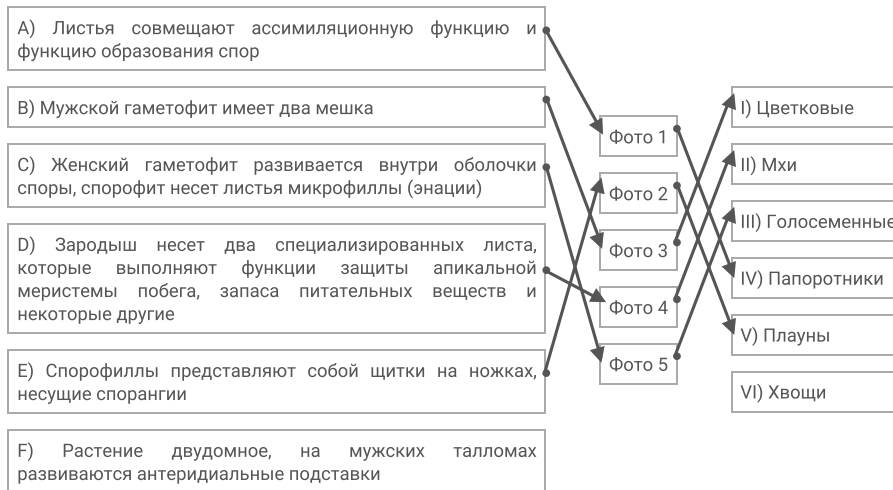 A) Листья совмещают ассимиляционную функцию и
функцию образования спор
B) Мужской гаметофит имеет два мешка
C) Женский гаметофит развивается внутри оболочки
споры, спорофит несет листья микрофиллы (энации)
D) Зародыш несет два специализированных листа,
которые выполняют функции защиты апикальной
меристемы побега, запаса питательных веществ и
некоторые другие
E) Спорофиллы представляют собой щитки на ножках,
несущие спорангии
F) Растение двудомное, на мужских талломах
развиваются антеридиальные подставки
Фото 1
Фото 2
Фото 3
Фото 4
Фото 5
I) Цветковые
II) Мхи
III) Голосеменные
IV) Папоротники
V) Плауны
VI) Хвощи